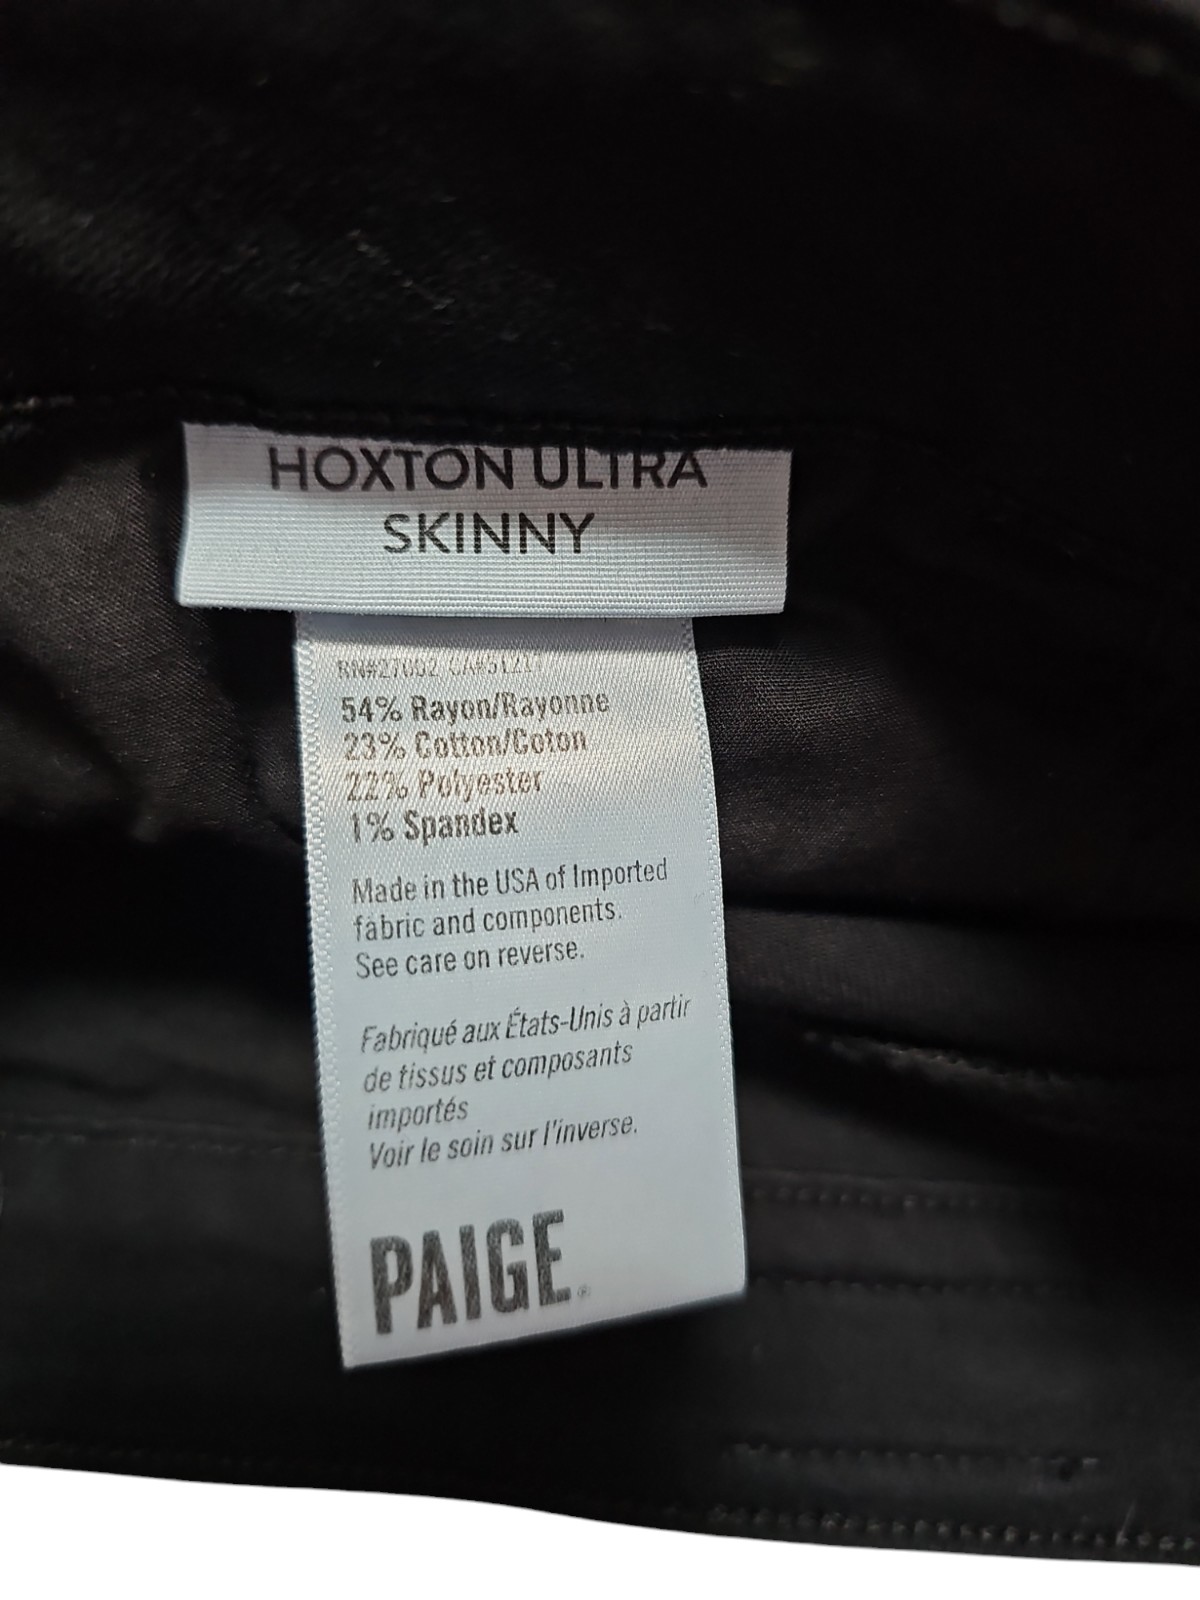 HOXTON ULTRA
SKINNY
RN#27002
54% Rayon/Rayonne
23% Cotton/Coton
22% Polyester
1% Spandex
Made in the USA of Imported
fabric and components.
See care on reverse.
Fabriqué aux États-Unis à partir
de tissus et composants
importés
Voir le soin sur l'inverse.
PAIGE®